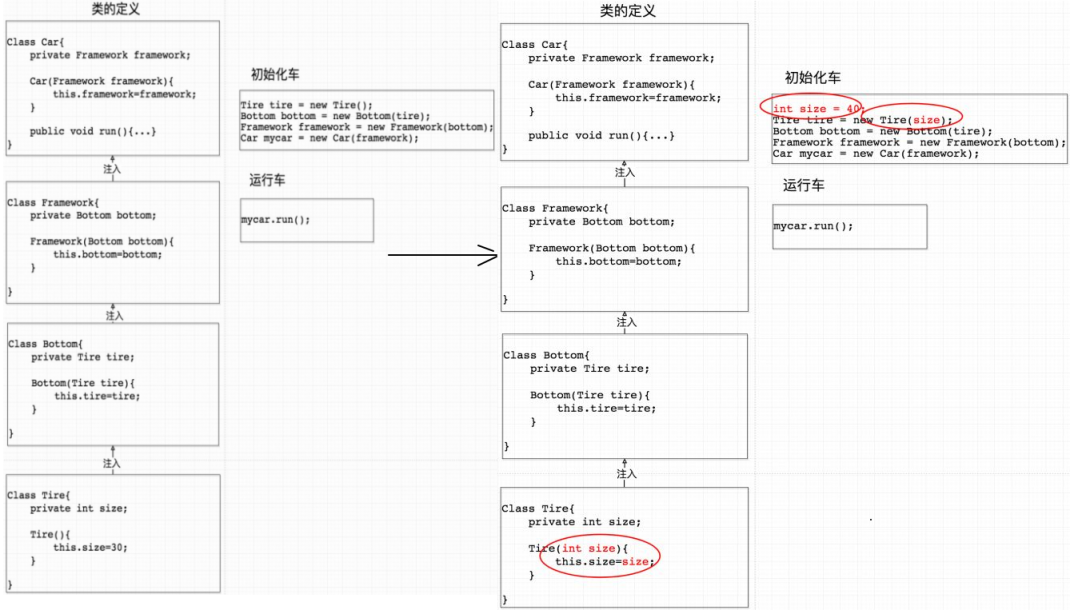 类的定义
Class Car{
private Framework framework;
Car(Framework framework){
this.framework=framework;
}
public void run(){...}
}
注入
Class Framework{
private Bottom bottom;
Framework(Bottom bottom){
this.bottom=bottom;
}
}
注入
Class Bottom{
private Tire tire;
Bottom(Tire tire){
this.tire=tire;
}
}
注入
Class Tire{
private int size;
Tire(){
this.size=30;
}
}
初始化车
Tire tire = new Tire();
Bottom bottom = new Bottom(tire);
Framework framework = new Framework(bottom);
Car mycar = new Car(framework);
运行车
mycar.run();
类的定义
Class Car{
private Framework framework;
Car(Framework framework){
this.framework=framework;
}
public void run(){...}
}
注入
Class Framework{
private Bottom bottom;
Framework(Bottom bottom){
this.bottom=bottom;
}
}
注入
Class Bottom{
private Tire tire;
Bottom(Tire tire){
this.tire=tire;
}
}
注入
Class Tire{
private int size;
Tire(int size){
this.size=size;
}
}
初始化车
int size = 40;
Tire tire = new Tire(size);
Bottom bottom = new Bottom(tire);
Framework framework = new Framework(bottom);
Car mycar = new Car(framework);
运行车
mycar.run();